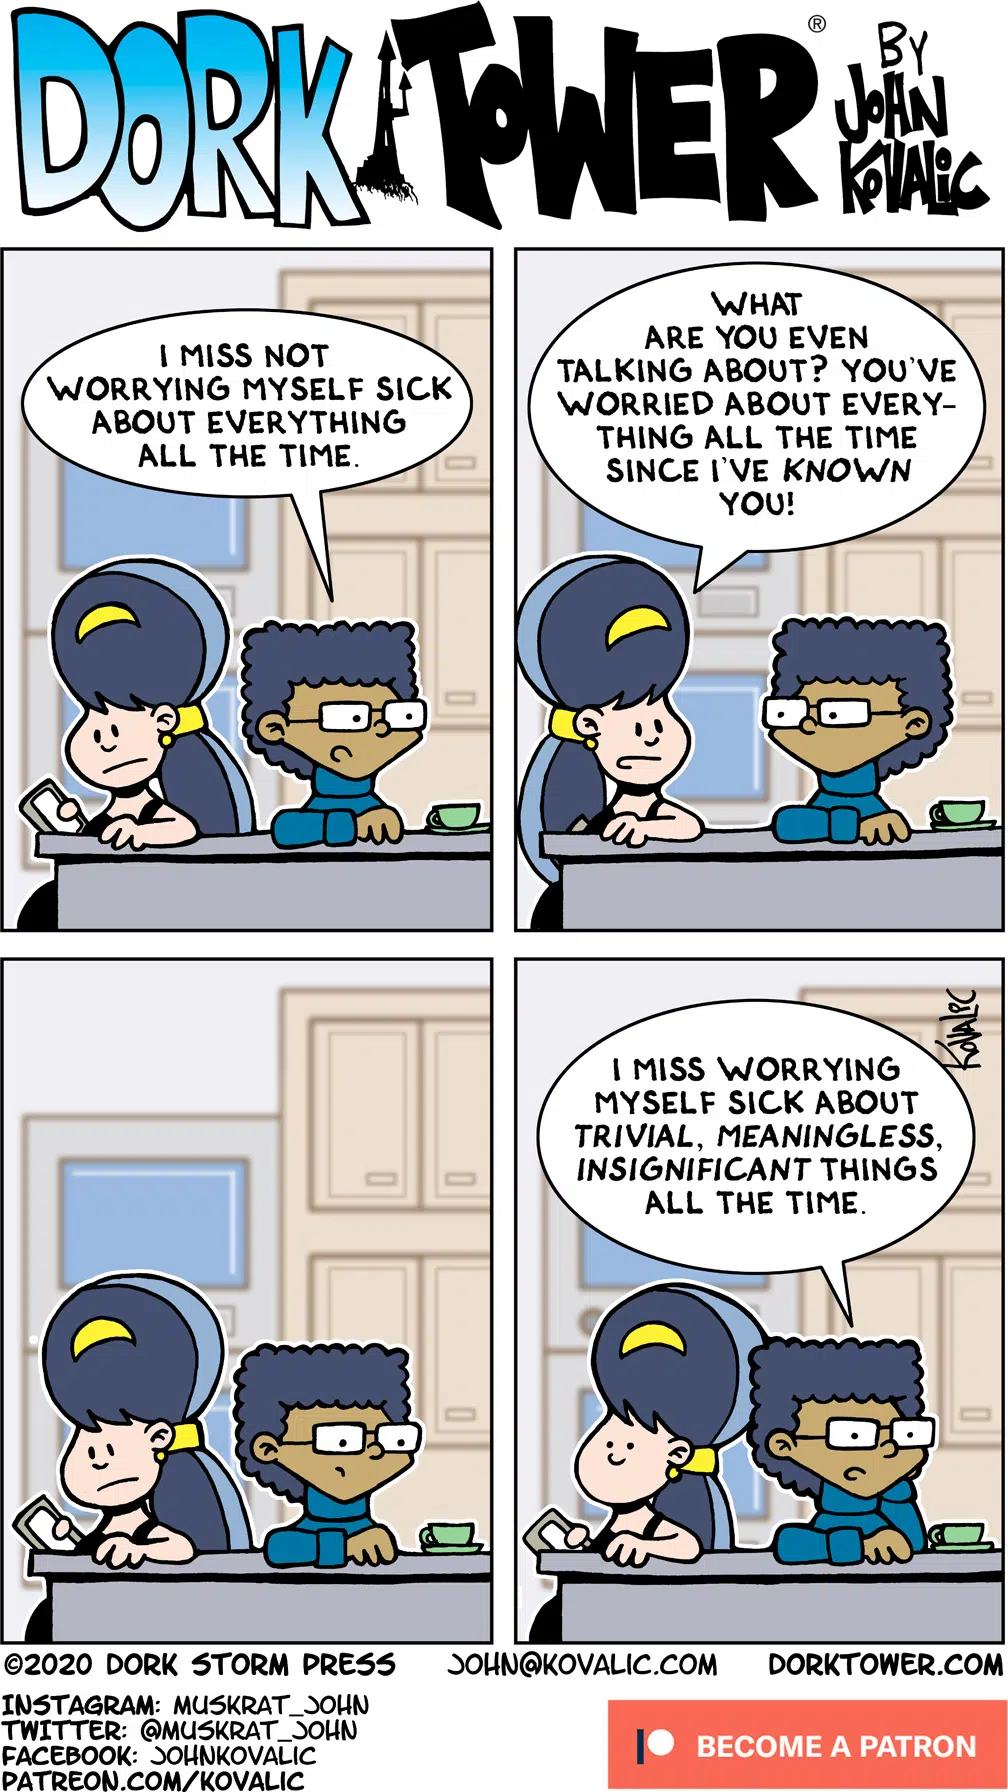 DORK TOWER ®
BY
JOHN
KOVALIC
I MISS NOT
WORRYING MYSELF SICK
ABOUT EVERYTHING
ALL THE TIME.
WHAT
ARE YOU EVEN
TALKING ABOUT? YOU'VE
WORRIED ABOUT EVERY-
THING ALL THE TIME
SINCE I'VE KNOWN
YOU!
KOVALIC
I MISS WORRYING
MYSELF SICK ABOUT
TRIVIAL, MEANINGLESS,
INSIGNIFICANT THINGS
ALL THE TIME.
©2020 DORK STORM PRESS JOHN@KOVALIC.COM DORKTOWER.COM
INSTAGRAM: MUSKRAT_JOHN
TWITTER: @MUSKRAT_JOHN
FACEBOOK: JOHNKOVALIC
PATREON.COM/KOVALIC
BECOME A PATRON